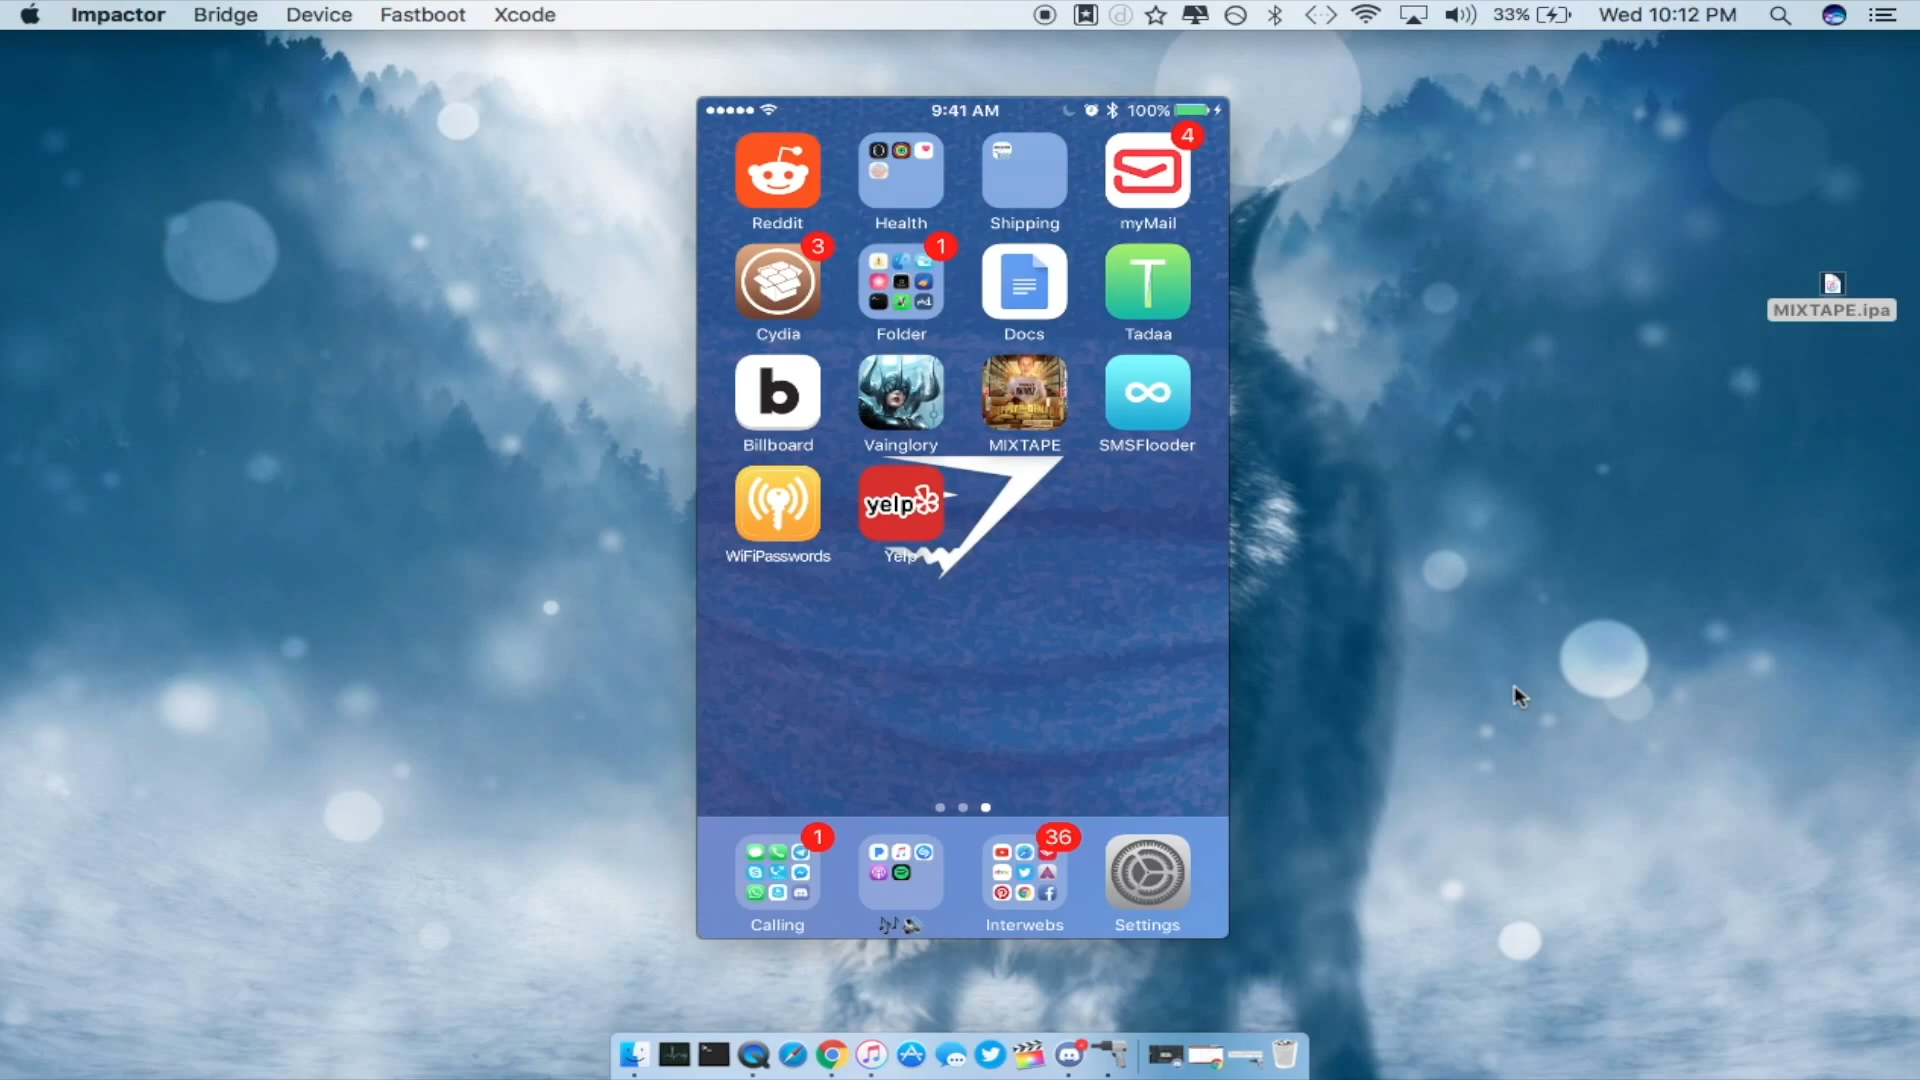 Impactor Bridge Device Fastboot Xcode 33% Wed 10:12 PM
9:41 AM 100%
4
Reddit Health Shipping myMail
3 1
T
Cydia Folder Docs Tadaa
b
Billboard Vainglory MIXTAPE SMSFlooder
yelp
WiFiPasswords Yelp
1 36
Calling Interwebs Settings
MIXTAPE.ipa